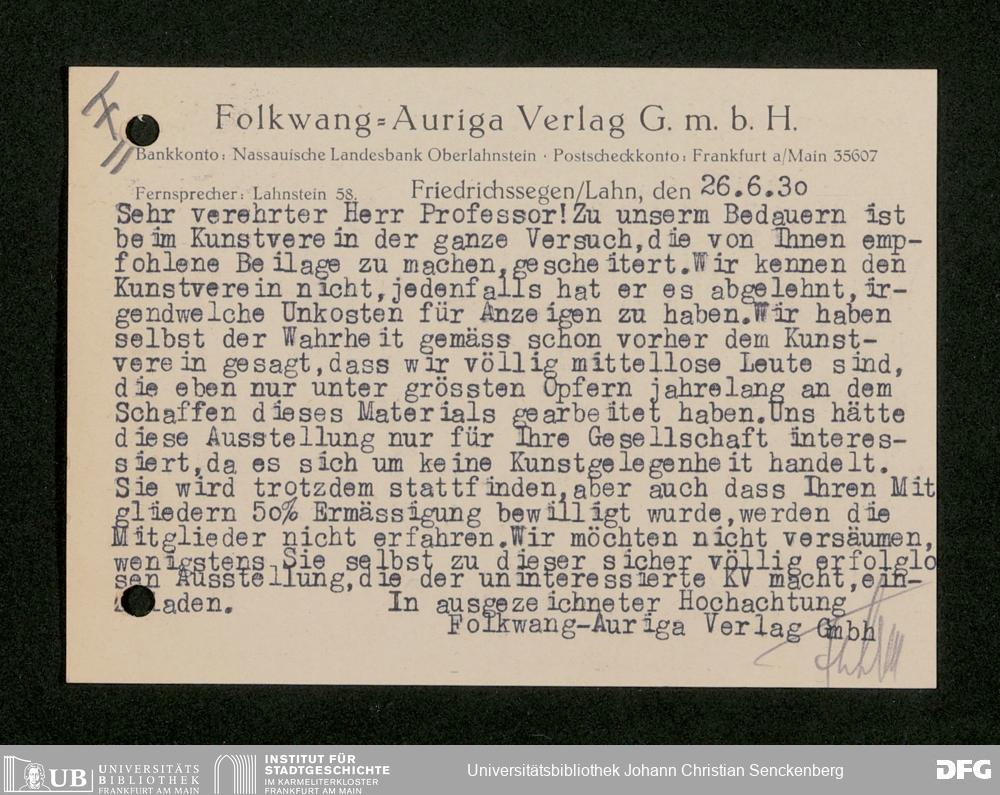 Folkwang=Auriga Verlag G. m. b. H.
Bankkonto: Nassauische Landesbank Oberlahnstein · Postscheckkonto: Frankfurt a/Main 35607
Fernsprecher: Lahnstein 58. Friedrichssegen/Lahn, den 26.6.30
Sehr verehrter Herr Professor!Zu unserm Bedauern ist
beim Kunstverein der ganze Versuch,die von Ihnen emp-
fohlene Beilage zu machen,gescheitert.Wir kennen den
Kunstverein nicht,jedenfalls hat er es abgelehnt,ir-
gendwelche Unkosten für Anzeigen zu haben.Wir haben
selbst der Wahrheit gemäss schon vorher dem Kunst-
verein gesagt,dass wir völlig mittellose Leute sind,
die eben nur unter grössten Opfern jahrelang an dem
Schaffen dieses Materials gearbeitet haben.Uns hätte
diese Ausstellung nur für Ihre Gesellschaft interes-
siert,da es sich um keine Kunstgelegenheit handelt.
Sie wird trotzdem stattfinden,aber auch dass Ihren Mit
gliedern 50% Ermässigung bewilligt wurde,werden die
Mitglieder nicht erfahren.Wir möchten nicht versäumen,
wenigstens Sie selbst zu dieser sicher völlig erfolglo
sen Ausstellung,die der uninteressierte KV macht,ein-
laden. In ausgezeichneter Hochachtung
Folkwang-Auriga Verlag Gmbh
UB UNIVERSITÄTS
BIBLIOTHEK
FRANKFURT AM MAIN
INSTITUT FÜR
STADTGESCHICHTE
IM KARMELITERKLOSTER
FRANKFURT AM MAIN
Universitätsbibliothek Johann Christian Senckenberg
DFG